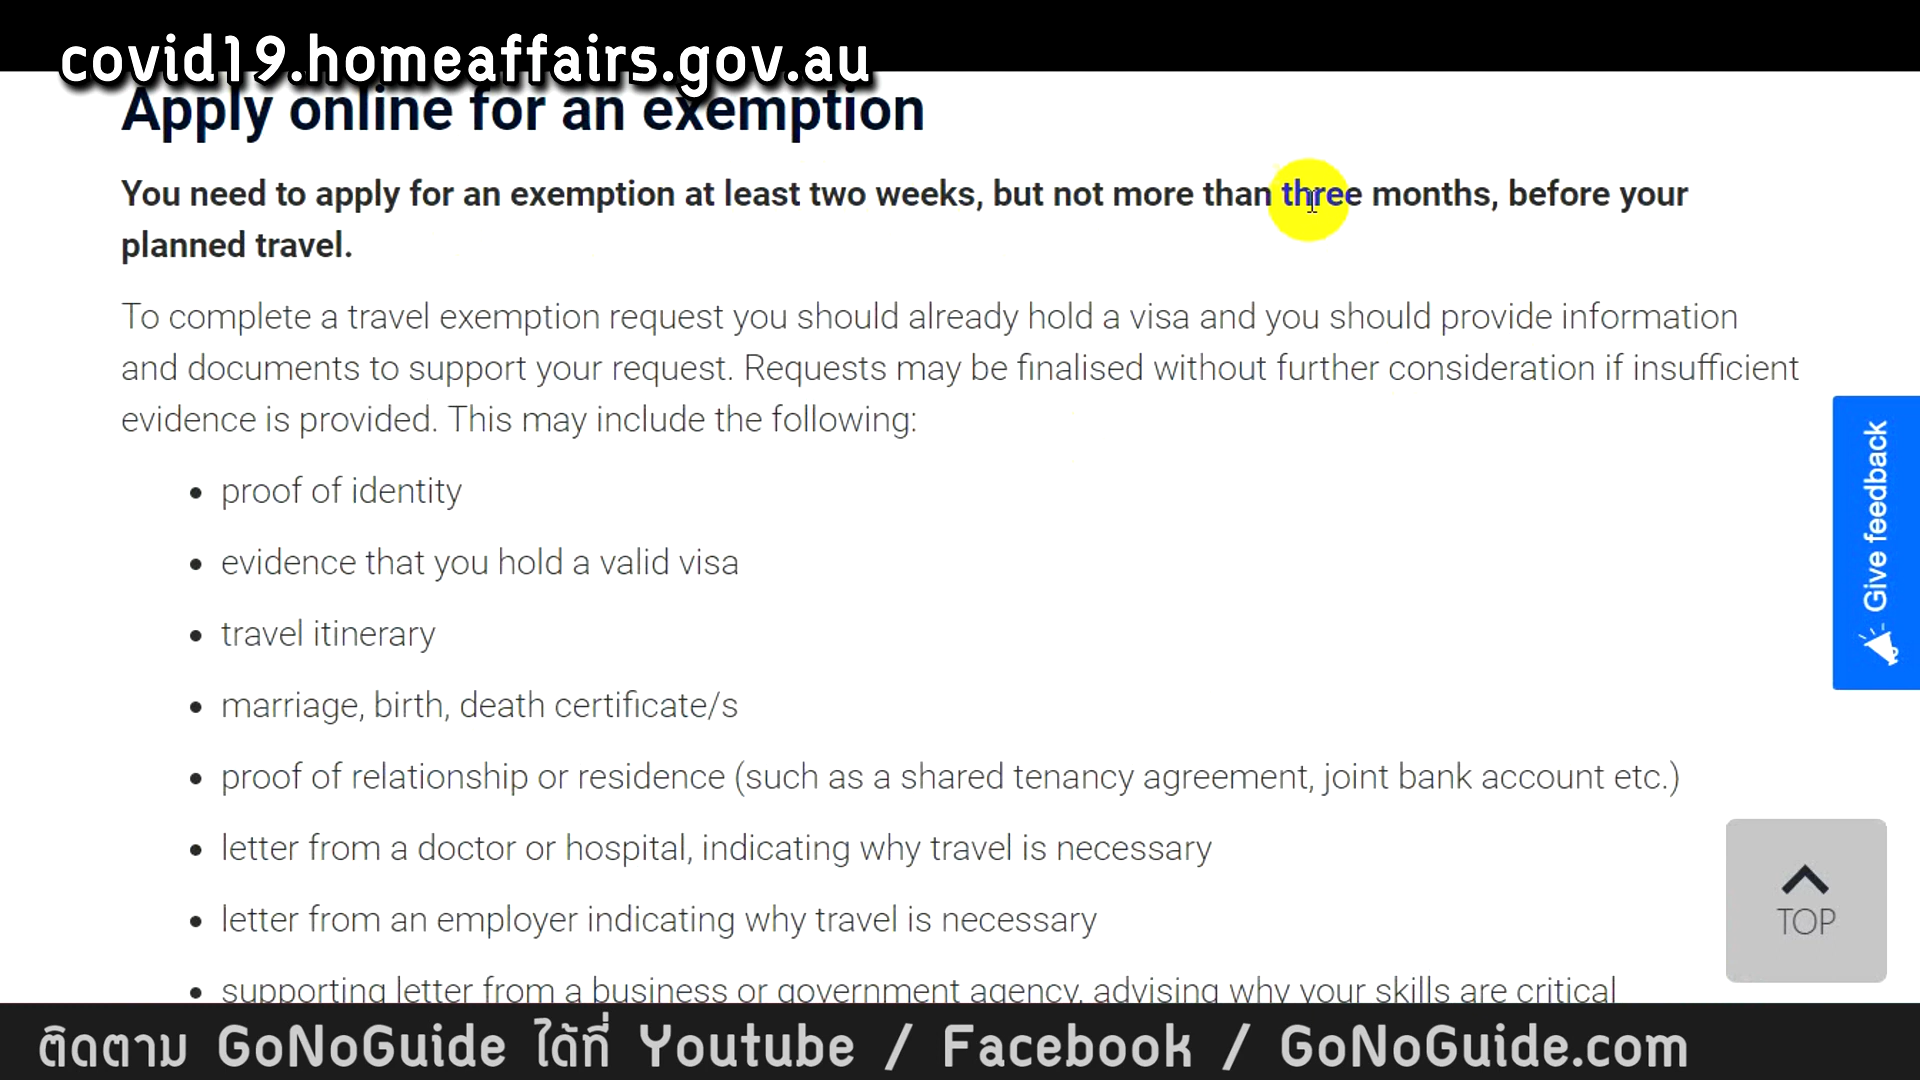 covid19.homeaffairs.gov.au
Apply online for an exemption
You need to apply for an exemption at least two weeks, but not more than three months, before your
planned travel.
To complete a travel exemption request you should already hold a visa and you should provide information
and documents to support your request. Requests may be finalised without further consideration if insufficient
evidence is provided. This may include the following:
• proof of identity
• evidence that you hold a valid visa
• travel itinerary
• marriage, birth, death certificate/s
• proof of relationship or residence (such as a shared tenancy agreement, joint bank account etc.)
• letter from a doctor or hospital, indicating why travel is necessary
• letter from an employer indicating why travel is necessary
• supporting letter from a business or government agency, advising why your skills are critical
Give feedback
TOP
ติดตาม GoNoGuide ได้ที่ Youtube / Facebook / GoNoGuide.com